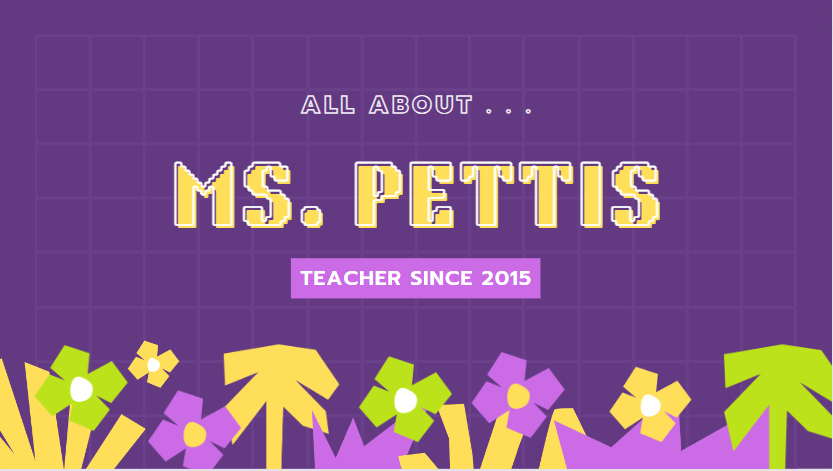 ALL ABOUT . . .
MS. PETTIS
TEACHER SINCE 2015